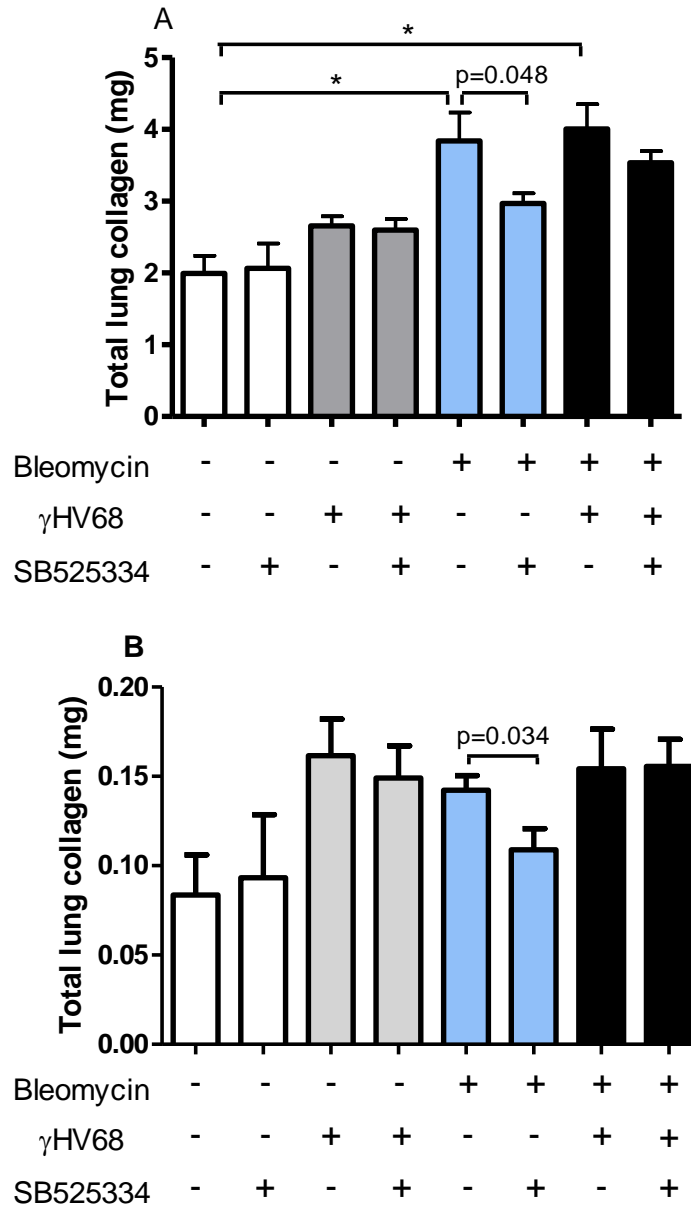 A
*
*
p=0.048
5
4
3
2
1
0
Total lung collagen (mg)
Bleomycin - - - - + + + +
γHV68 - - + + - - + +
SB525334 - + - + - + - +
B
p=0.034
0.20
0.15
0.10
0.05
0.00
Total lung collagen (mg)
Bleomycin - - - - + + + +
γHV68 - - + + - - + +
SB525334 - + - + - + - +